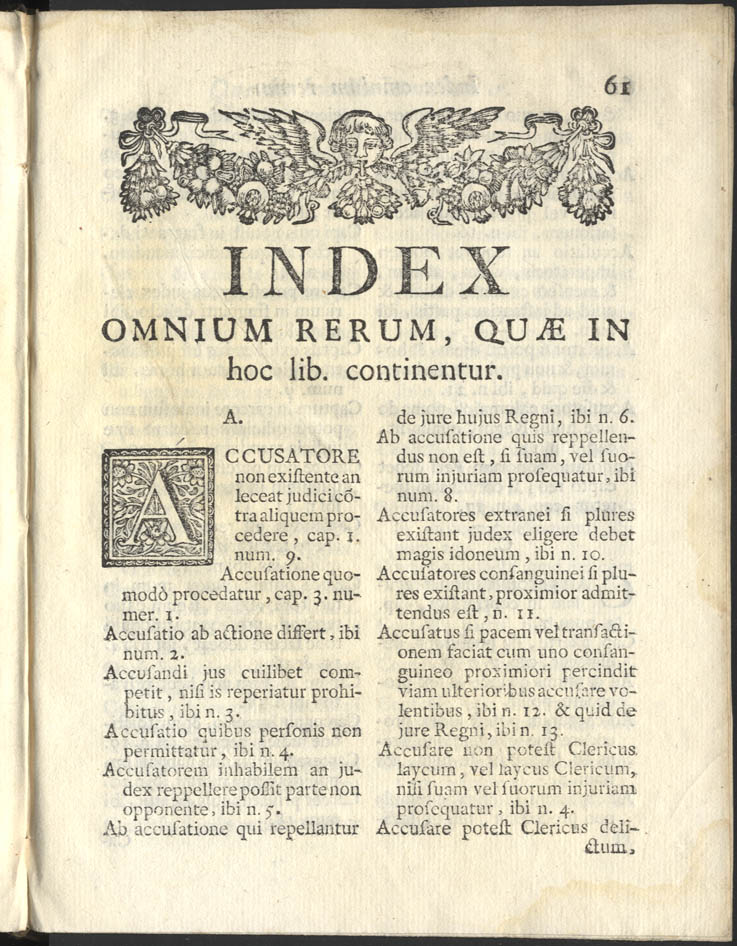 61
INDEX
OMNIUM RERUM, QUÆ IN
hoc lib. continentur.
A.
ACCUSATORE
non exiſtente an
leceat judici cõ-
tra aliquem pro-
cedere, cap. 1.
num. 9.
Accuſatione quo-
modò procedatur, cap. 3. nu-
mer. 1.
Accuſatio ab actione differt, ibi
num. 2.
Accuſandi jus cuilibet com-
petit, niſi is reperiatur prohi-
bitus, ibi n. 3.
Accuſatio quibus perſonis non
permittatur, ibi n. 4.
Accuſatorem inhabilem an ju-
dex reppellere poſſit parte non
opponente, ibi n. 5.
Ab accuſatione qui repellantur
de jure hujus Regni, ibi n. 6.
Ab accuſatione quis reppellen-
dus non eſt, ſi ſuam, vel ſuo-
rum injuriam proſequatur, ibi
num. 8.
Accuſatores extranei ſi plures
exiſtant judex eligere debet
magis idoneum, ibi n. 10.
Accuſatores conſanguinei ſi plu-
res exiſtant, proximior admit-
tendus eſt, n. 11.
Accuſatus ſi pacem vel tranſacti-
onem faciat cum uno conſan-
guineo proximiori percindit
viam ulterioribus accuſare vo-
lentibus, ibi n. 12. & quid de
jure Regni, ibi n. 13.
Accuſare non poteſt Clericus
laycum, vel laycus Clericum,
niſi ſuam vel ſuorum injuriam
proſequatur, ibi n. 4.
Accuſare poteſt Clericus deli-
ctum,